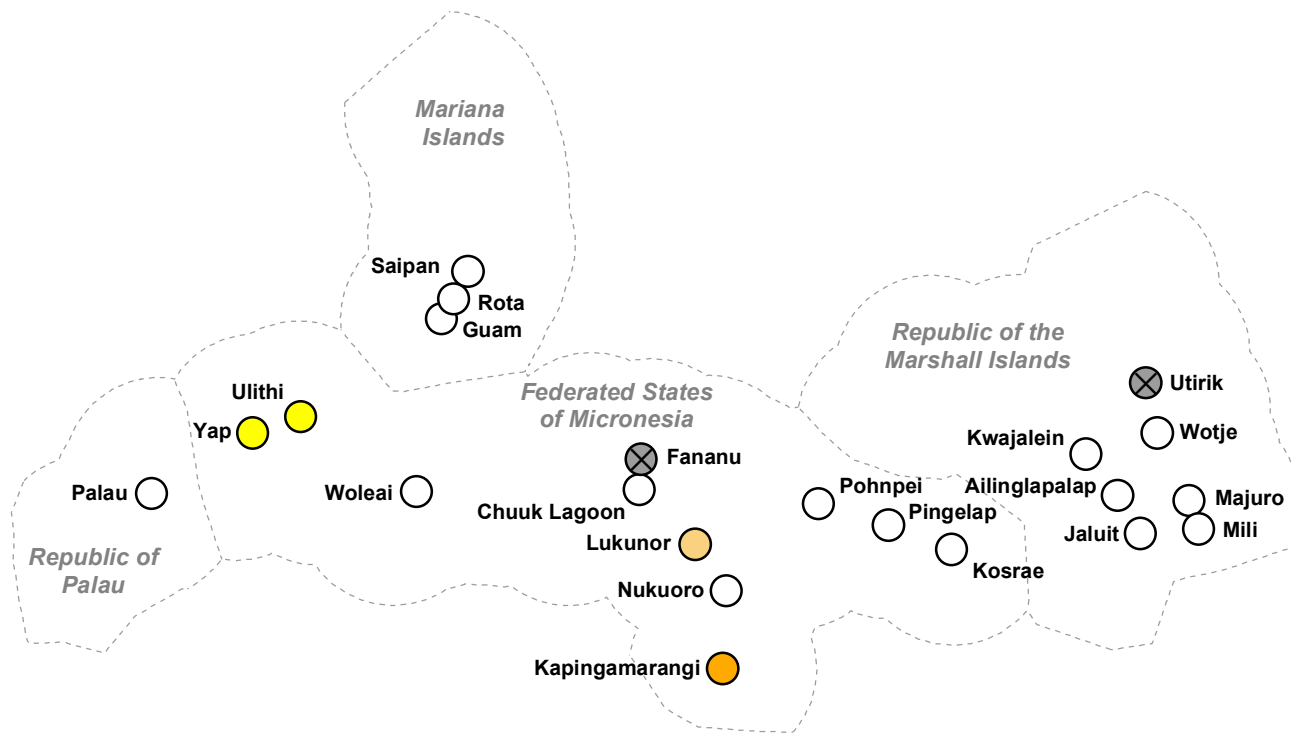 Mariana
Islands
Saipan
Rota
Guam
Republic of the
Marshall Islands
Ulithi
Yap
Federated States
of Micronesia
Utirik
Kwajalein
Wotje
Fananu
Palau
Woleai
Chuuk Lagoon
Pohnpei
Pingelap
Ailinglapalap
Majuro
Lukunor
Jaluit
Mili
Republic of
Palau
Kosrae
Nukuoro
Kapingamarangi